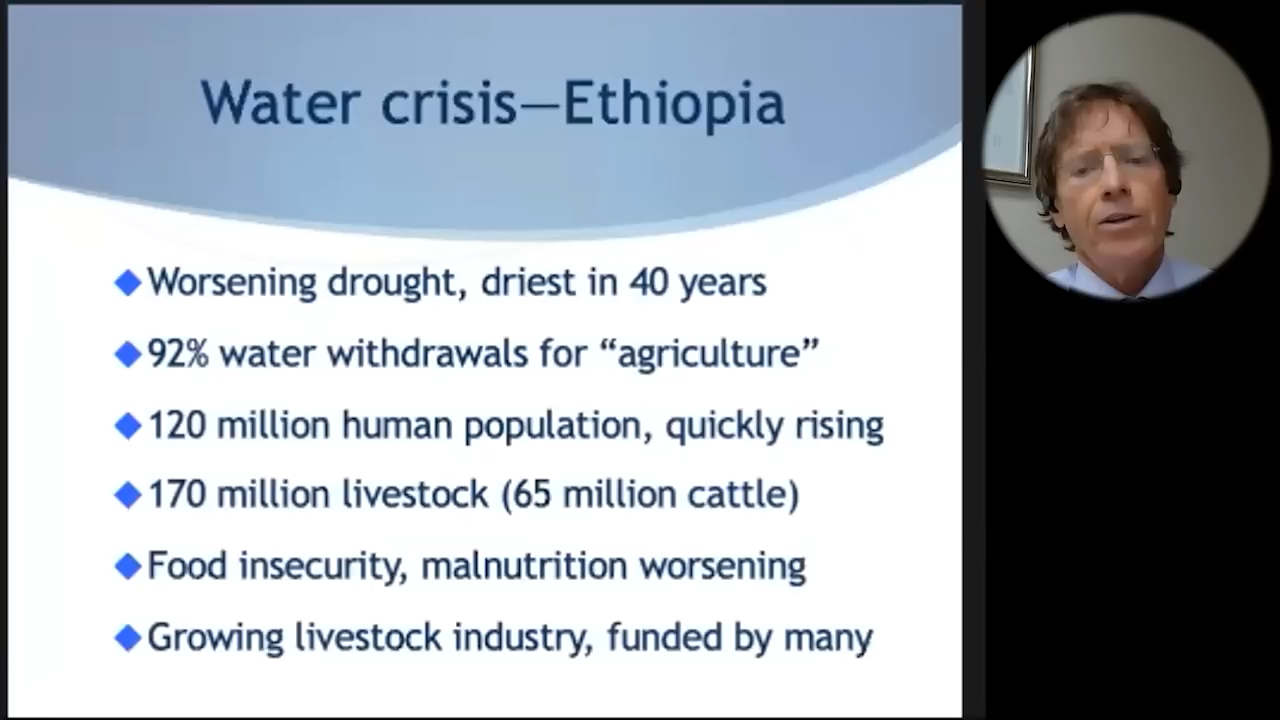 Water crisis—Ethiopia
Worsening drought, driest in 40 years
92% water withdrawals for “agriculture”
120 million human population, quickly rising
170 million livestock (65 million cattle)
Food insecurity, malnutrition worsening
Growing livestock industry, funded by many